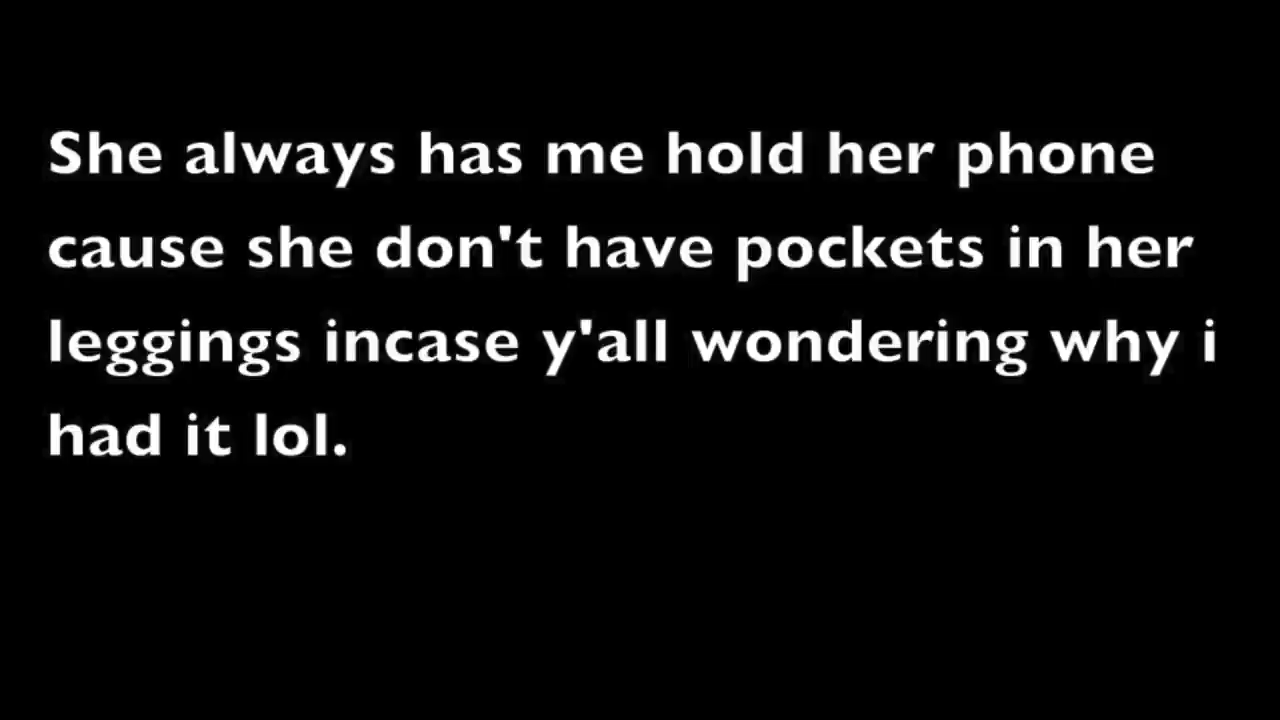 She always has me hold her phone
cause she don't have pockets in her
leggings incase y'all wondering why i
had it lol.